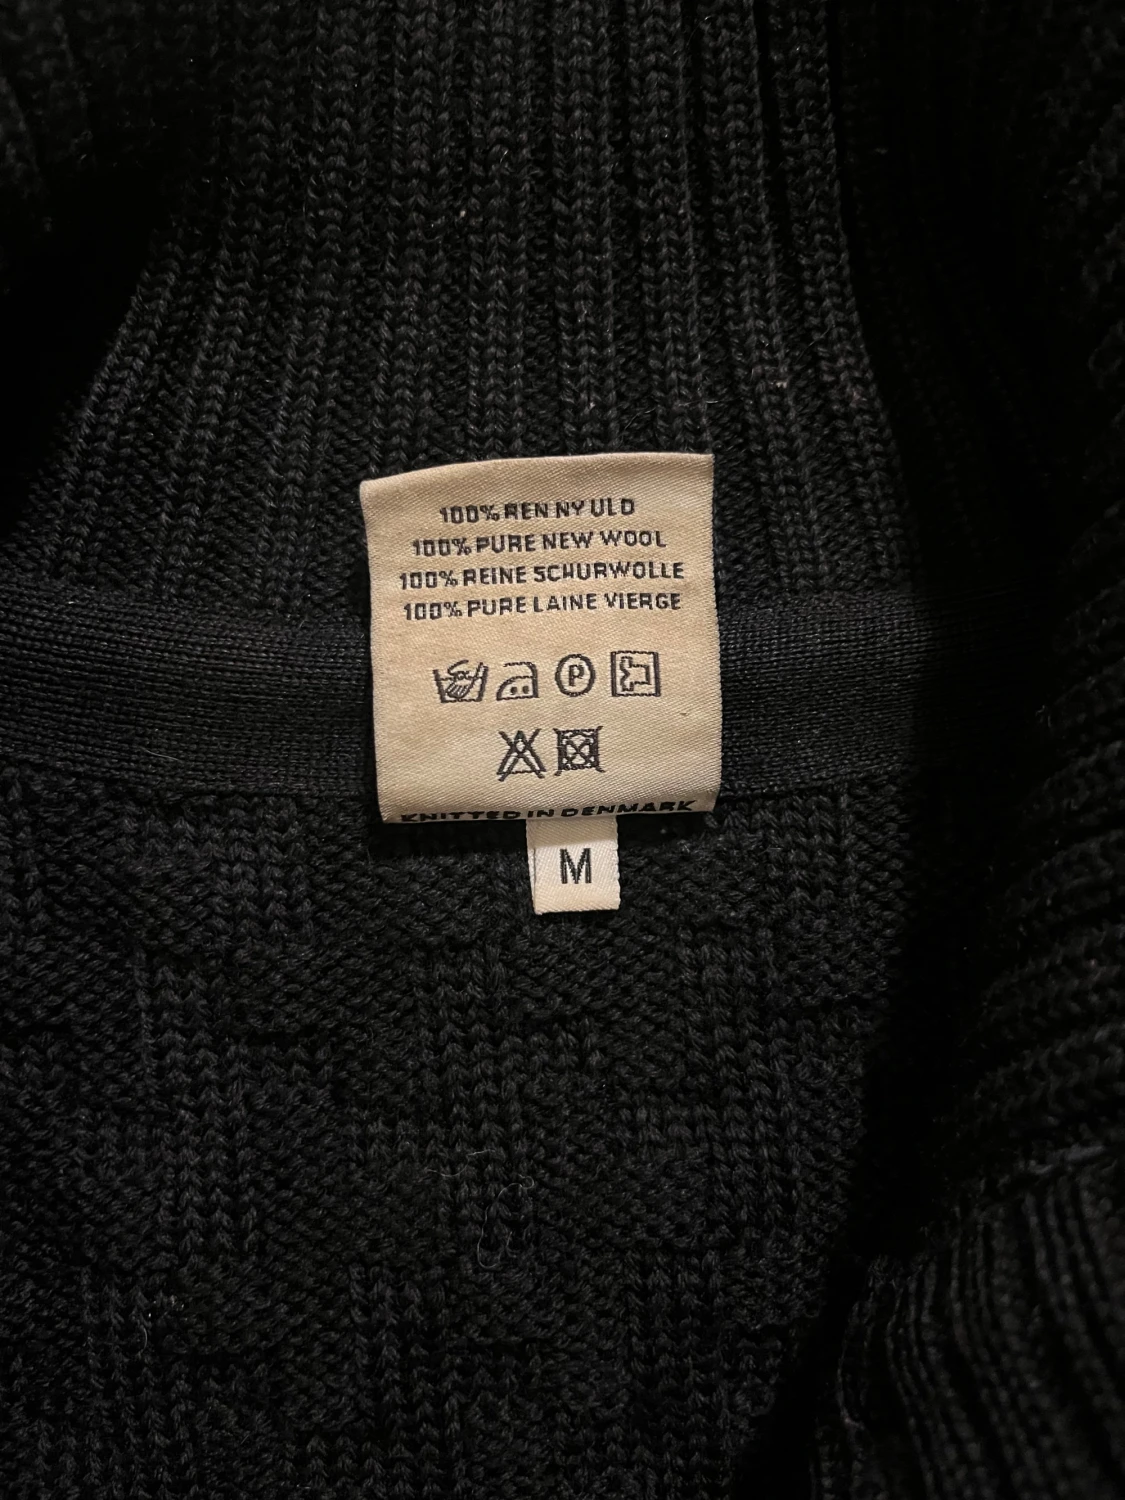 100% REN NY ULD
100% PURE NEW WOOL
100% REINE SCHURWOLLE
100% PURE LAINE VIERGE
P
KNITTED IN DENMARK
M